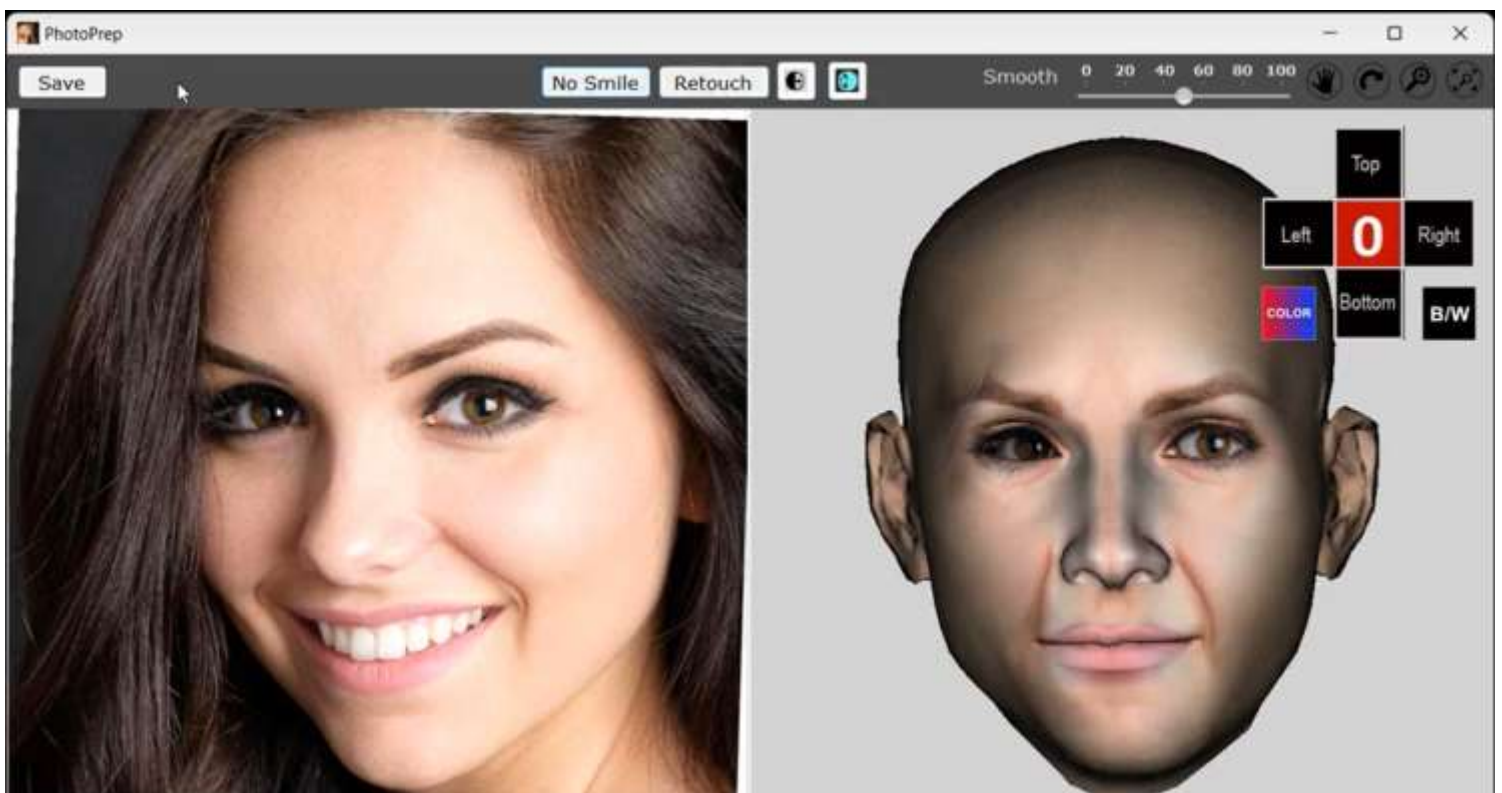 PhotoPrep
Save
No Smile
Retouch
Smooth
0 20 40 60 80 100
Top
Left
0
Right
Bottom
COLOR
B/W